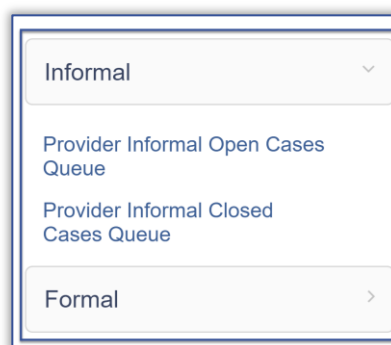 Informal
Provider Informal Open Cases
Queue
Provider Informal Closed
Cases Queue
Formal